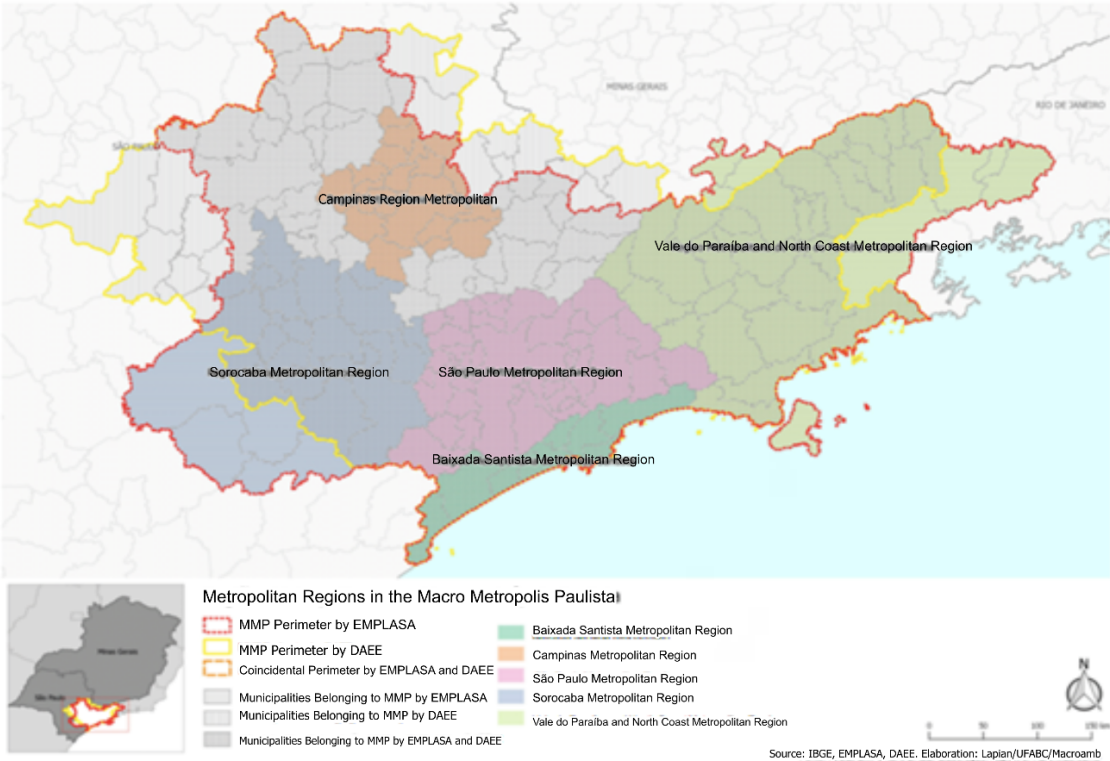 MINAS GERAIS
RIO DE JANEIRO
SÃO PAULO
Campinas Region Metropolitan
Vale do Paraíba and North Coast Metropolitan Region
Sorocaba Metropolitan Region
São Paulo Metropolitan Region
Baixada Santista Metropolitan Region
Metropolitan Regions in the Macro Metropolis Paulista
MMP Perimeter by EMPLASA
MMP Perimeter by DAEE
Coincidental Perimeter by EMPLASA and DAEE
Municipalities Belonging to MMP by EMPLASA
Municipalities Belonging to MMP by DAEE
Municipalities Belonging to MMP by EMPLASA and DAEE
Baixada Santista Metropolitan Region
Campinas Metropolitan Region
São Paulo Metropolitan Region
Sorocaba Metropolitan Region
Vale do Paraíba and North Coast Metropolitan Region
Minas Gerais
São Paulo
N
0 50 100 150 km
Source: IBGE, EMPLASA, DAEE. Elaboration: Lapian/UFABC/Macroamb